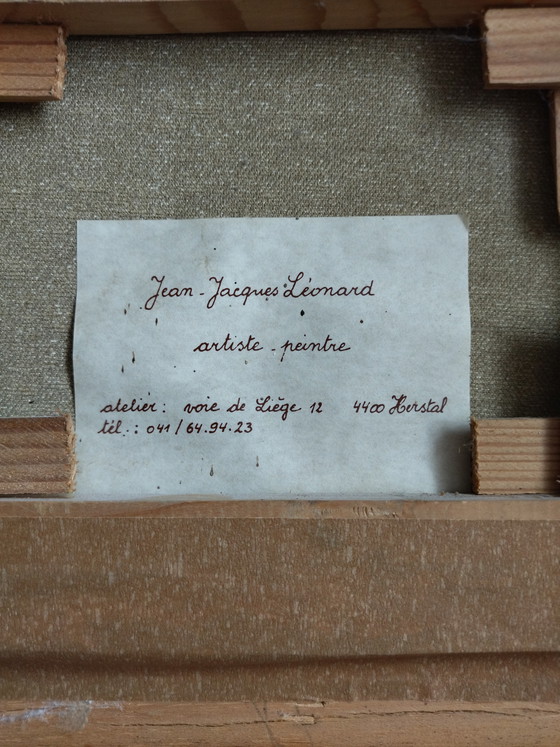 Jean-Jacques Léonard
artiste-peintre
atelier: voie de Liège 12 4400 Herstal
tél.: 041/64.94.23